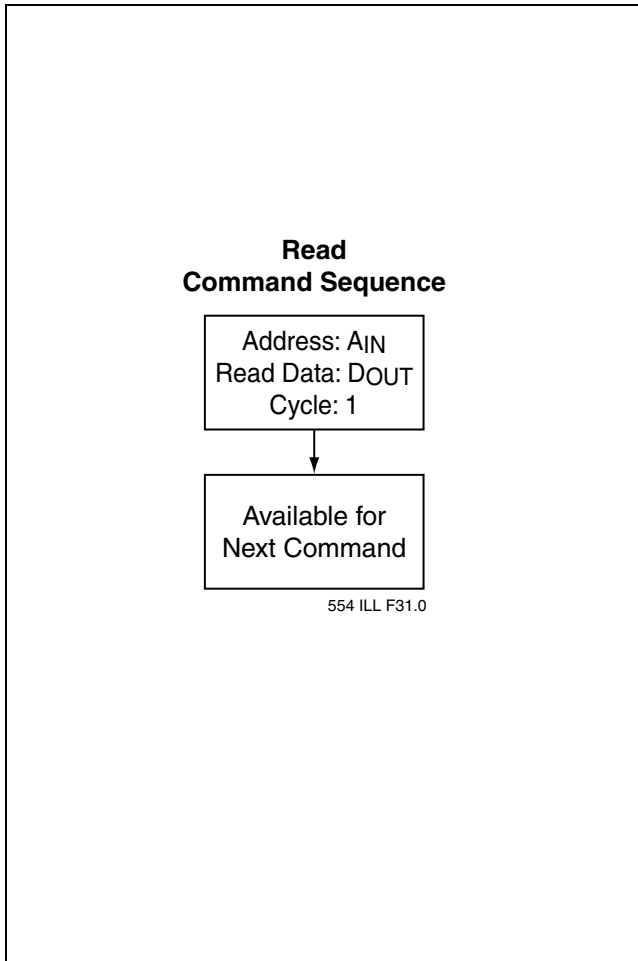 Read
Command Sequence
Address: AIN
Read Data: DOUT
Cycle: 1
Available for
Next Command
554 ILL F31.0